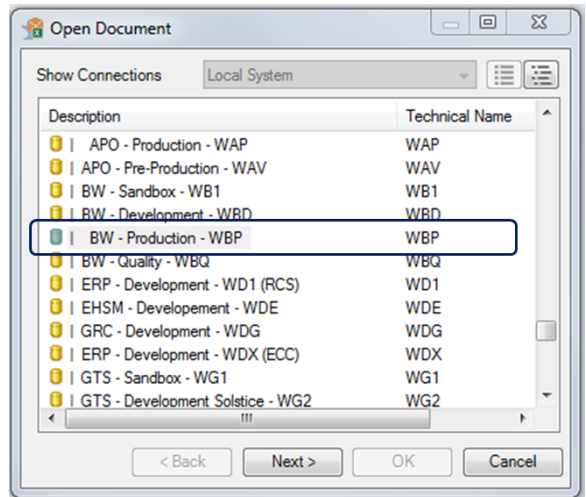 Open Document
Show Connections Local System
Description Technical Name
| APO - Production - WAP WAP
| APO - Pre-Production - WAV WAV
| BW - Sandbox - WB1 WB1
| BW - Development - WBD WBD
| BW - Production - WBP WBP
| BW - Quality - WBQ WBQ
| ERP - Development - WD1 (RCS) WD1
| EHSM - Developement - WDE WDE
| GRC - Development - WDG WDG
| ERP - Development - WDX (ECC) WDX
| GTS - Sandbox - WG1 WG1
| GTS - Development Solstice - WG2 WG2
< Back Next > OK Cancel